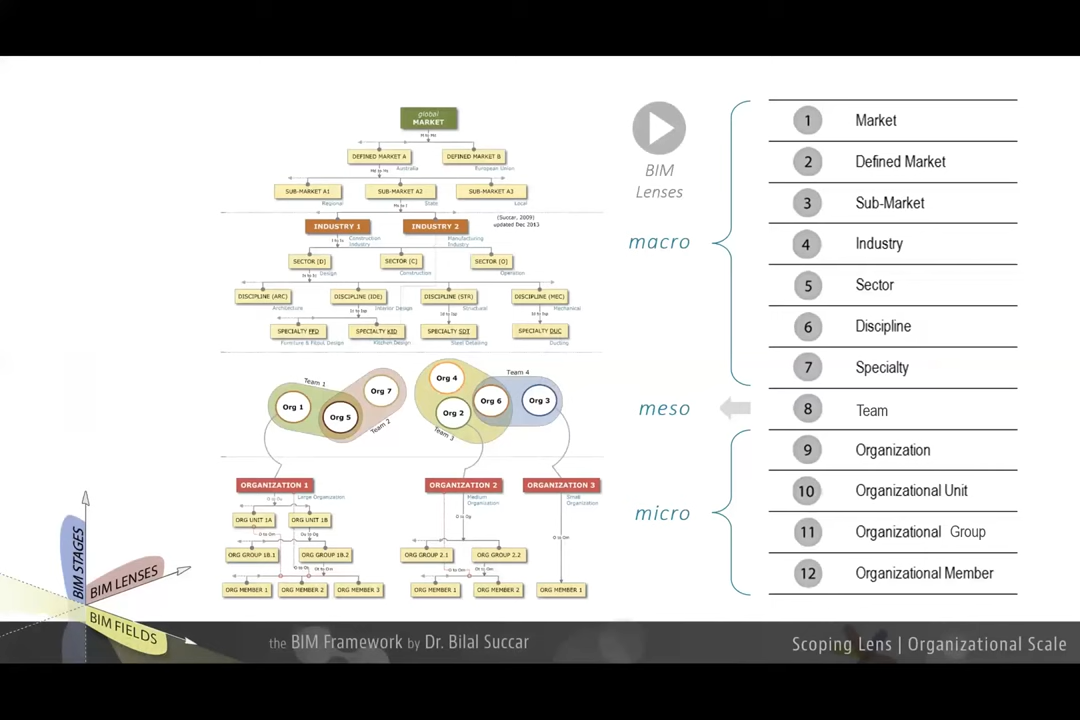 global
MARKET
M to Md
DEFINED MARKET A
DEFINED MARKET B
Australia
European Union
SUB-MARKET A1
SUB-MARKET A2
SUB-MARKET A3
Regional
State
Local
INDUSTRY 1
INDUSTRY 2
(Succar, 2009)
updated Dec 2013
Construction
Industry
Manufacturing
Industry
SECTOR [D]
SECTOR [C]
SECTOR [O]
Design
Construction
Operation
DISCIPLINE (ARC)
DISCIPLINE (IDE)
DISCIPLINE (STR)
DISCIPLINE (MEC)
Architecture
Interior Design
Structural
Mechanical
SPECIALTY FFD
SPECIALTY KID
SPECIALTY SDT
SPECIALTY DUC
Furniture & Fitout Design
Kitchen Design
Steel Detailing
Ducting
Team 1
Org 1
Org 5
Org 7
Team 2
Org 4
Team 4
Org 2
Org 6
Org 3
Team 3
ORGANIZATION 1
ORGANIZATION 2
ORGANIZATION 3
Large Organization
Medium
Organization
Small
Organization
ORG UNIT 1A
ORG UNIT 1B
ORG GROUP 1B.1
ORG GROUP 1B.2
ORG GROUP 2.1
ORG GROUP 2.2
ORG MEMBER 1
ORG MEMBER 2
ORG MEMBER 3
ORG MEMBER 1
ORG MEMBER 2
ORG MEMBER 1
BIM
Lenses
macro
meso
micro
1 Market
2 Defined Market
3 Sub-Market
4 Industry
5 Sector
6 Discipline
7 Specialty
8 Team
9 Organization
10 Organizational Unit
11 Organizational Group
12 Organizational Member
BIM STAGES
BIM LENSES
BIM FIELDS
the BIM Framework by Dr. Bilal Succar
Scoping Lens | Organizational Scale